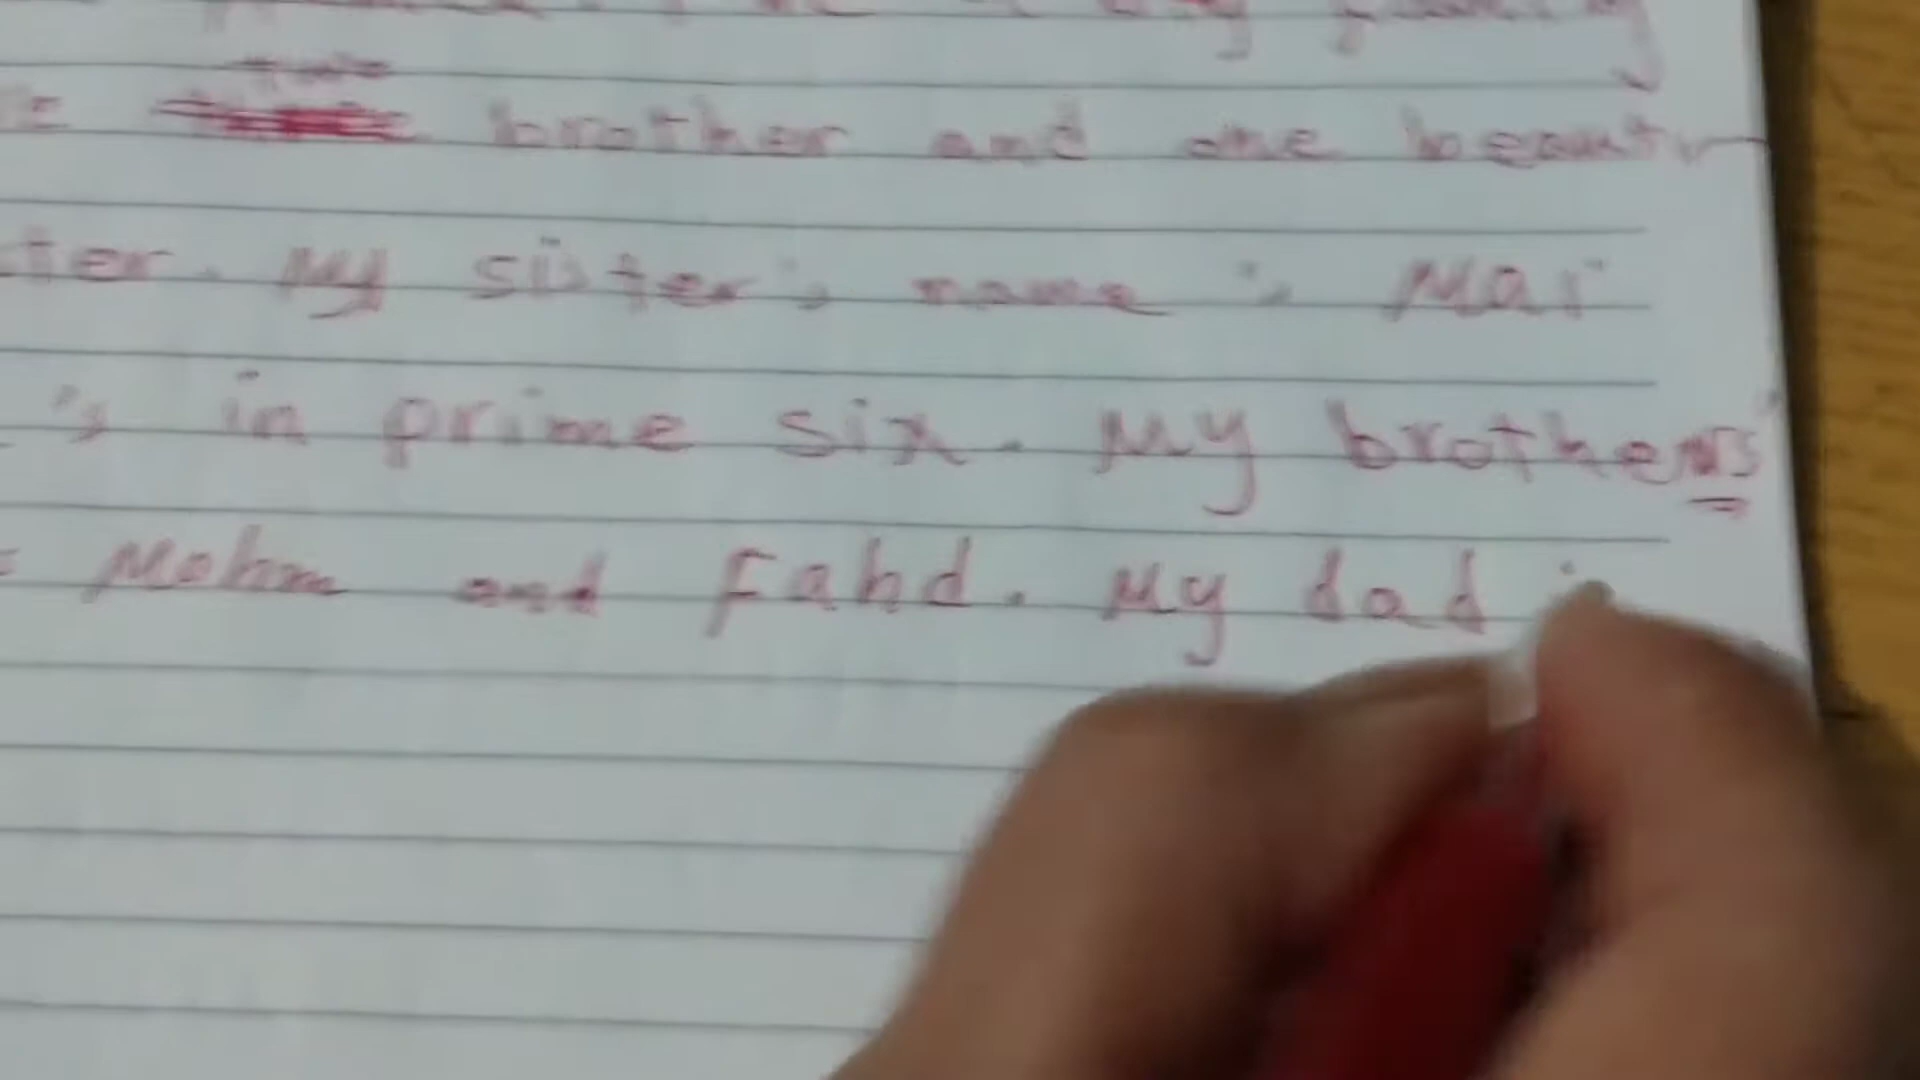 two
brother and one beauti
ster. My sister's name is Mai
's in prime six. My brothers'
Mohm and Fahd. My dad i